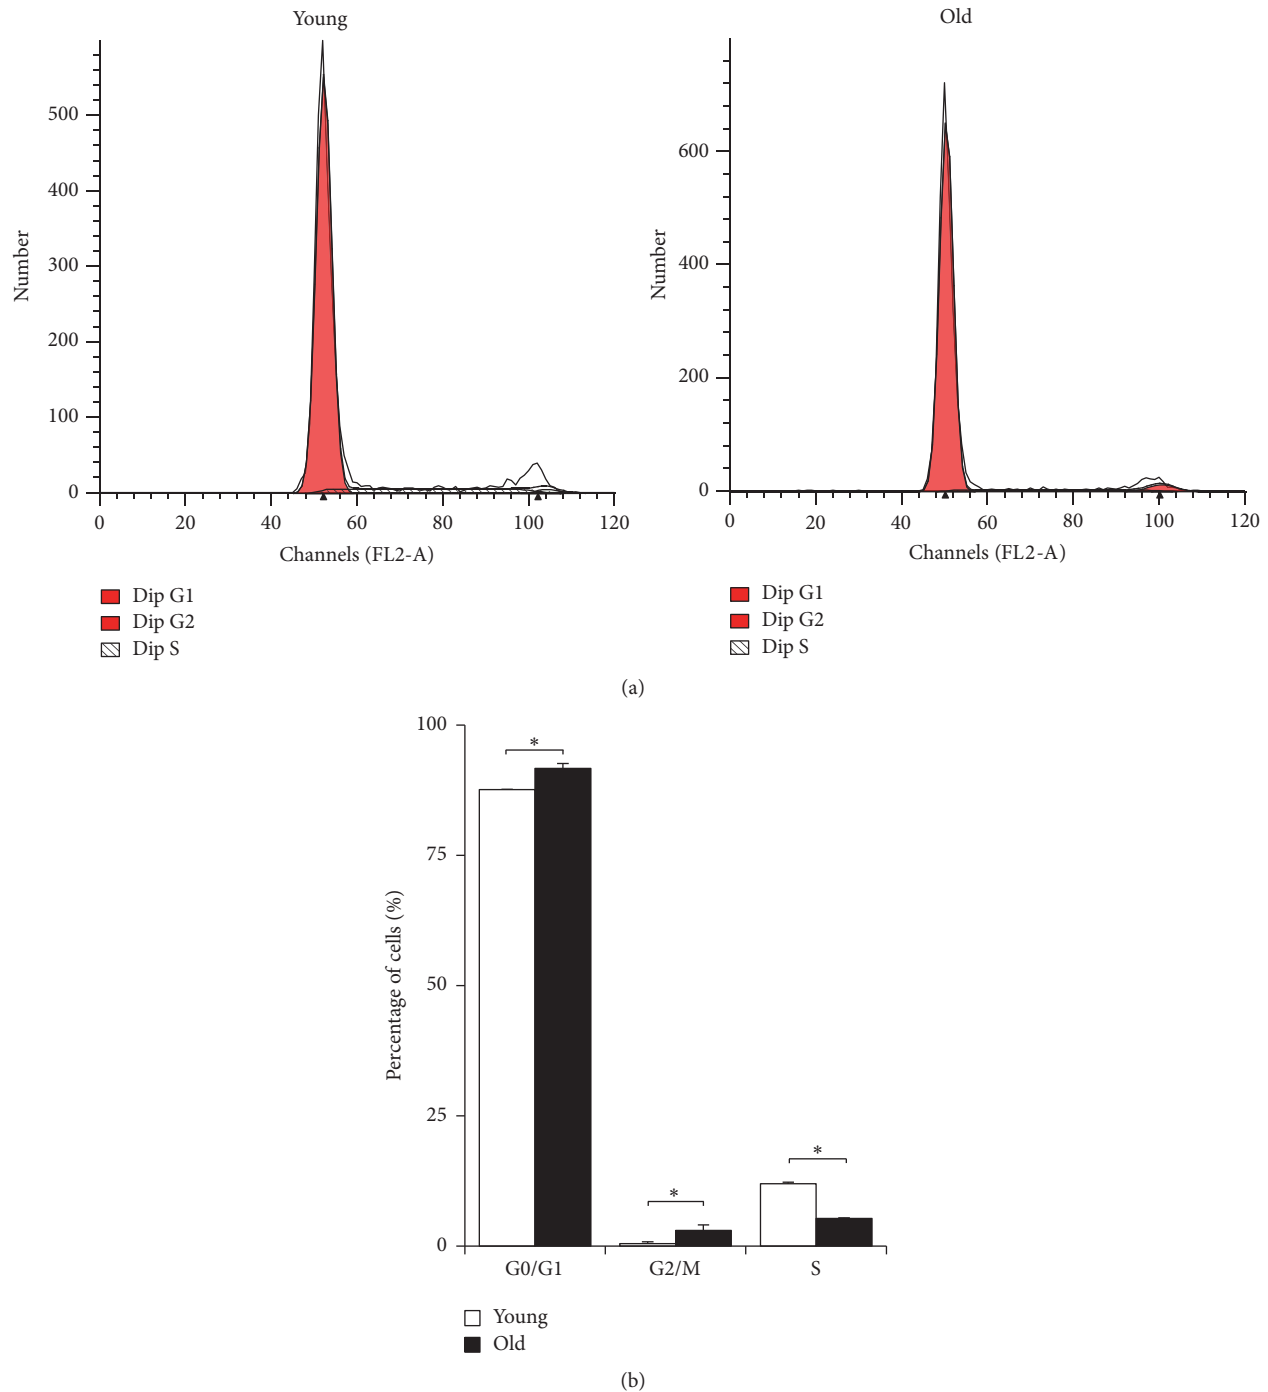 Young
Number
500
400
300
200
100
0
0 20 40 60 80 100 120
Channels (FL2-A)
Dip G1
Dip G2
Dip S
Old
Number
600
400
200
0
0 20 40 60 80 100 120
Channels (FL2-A)
Dip G1
Dip G2
Dip S
(a)
Percentage of cells (%)
100
75
50
25
0
*
*
*
G0/G1 G2/M S
Young
Old
(b)